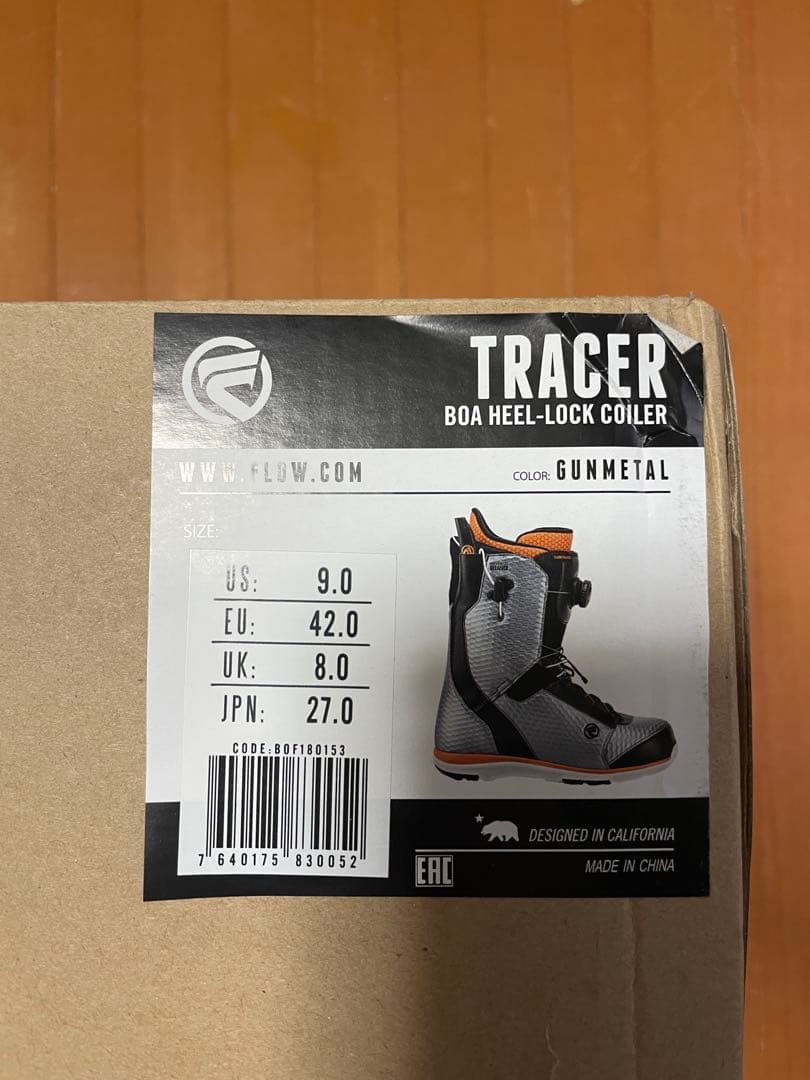 TRACER
BOA HEEL-LOCK COILER
WWW.FLOW.COM
COLOR: GUNMETAL
SIZE:
US: 9.0
EU: 42.0
UK: 8.0
JPN: 27.0
CODE:BOF180153
7 640175 830052
DESIGNED IN CALIFORNIA
EAC
MADE IN CHINA